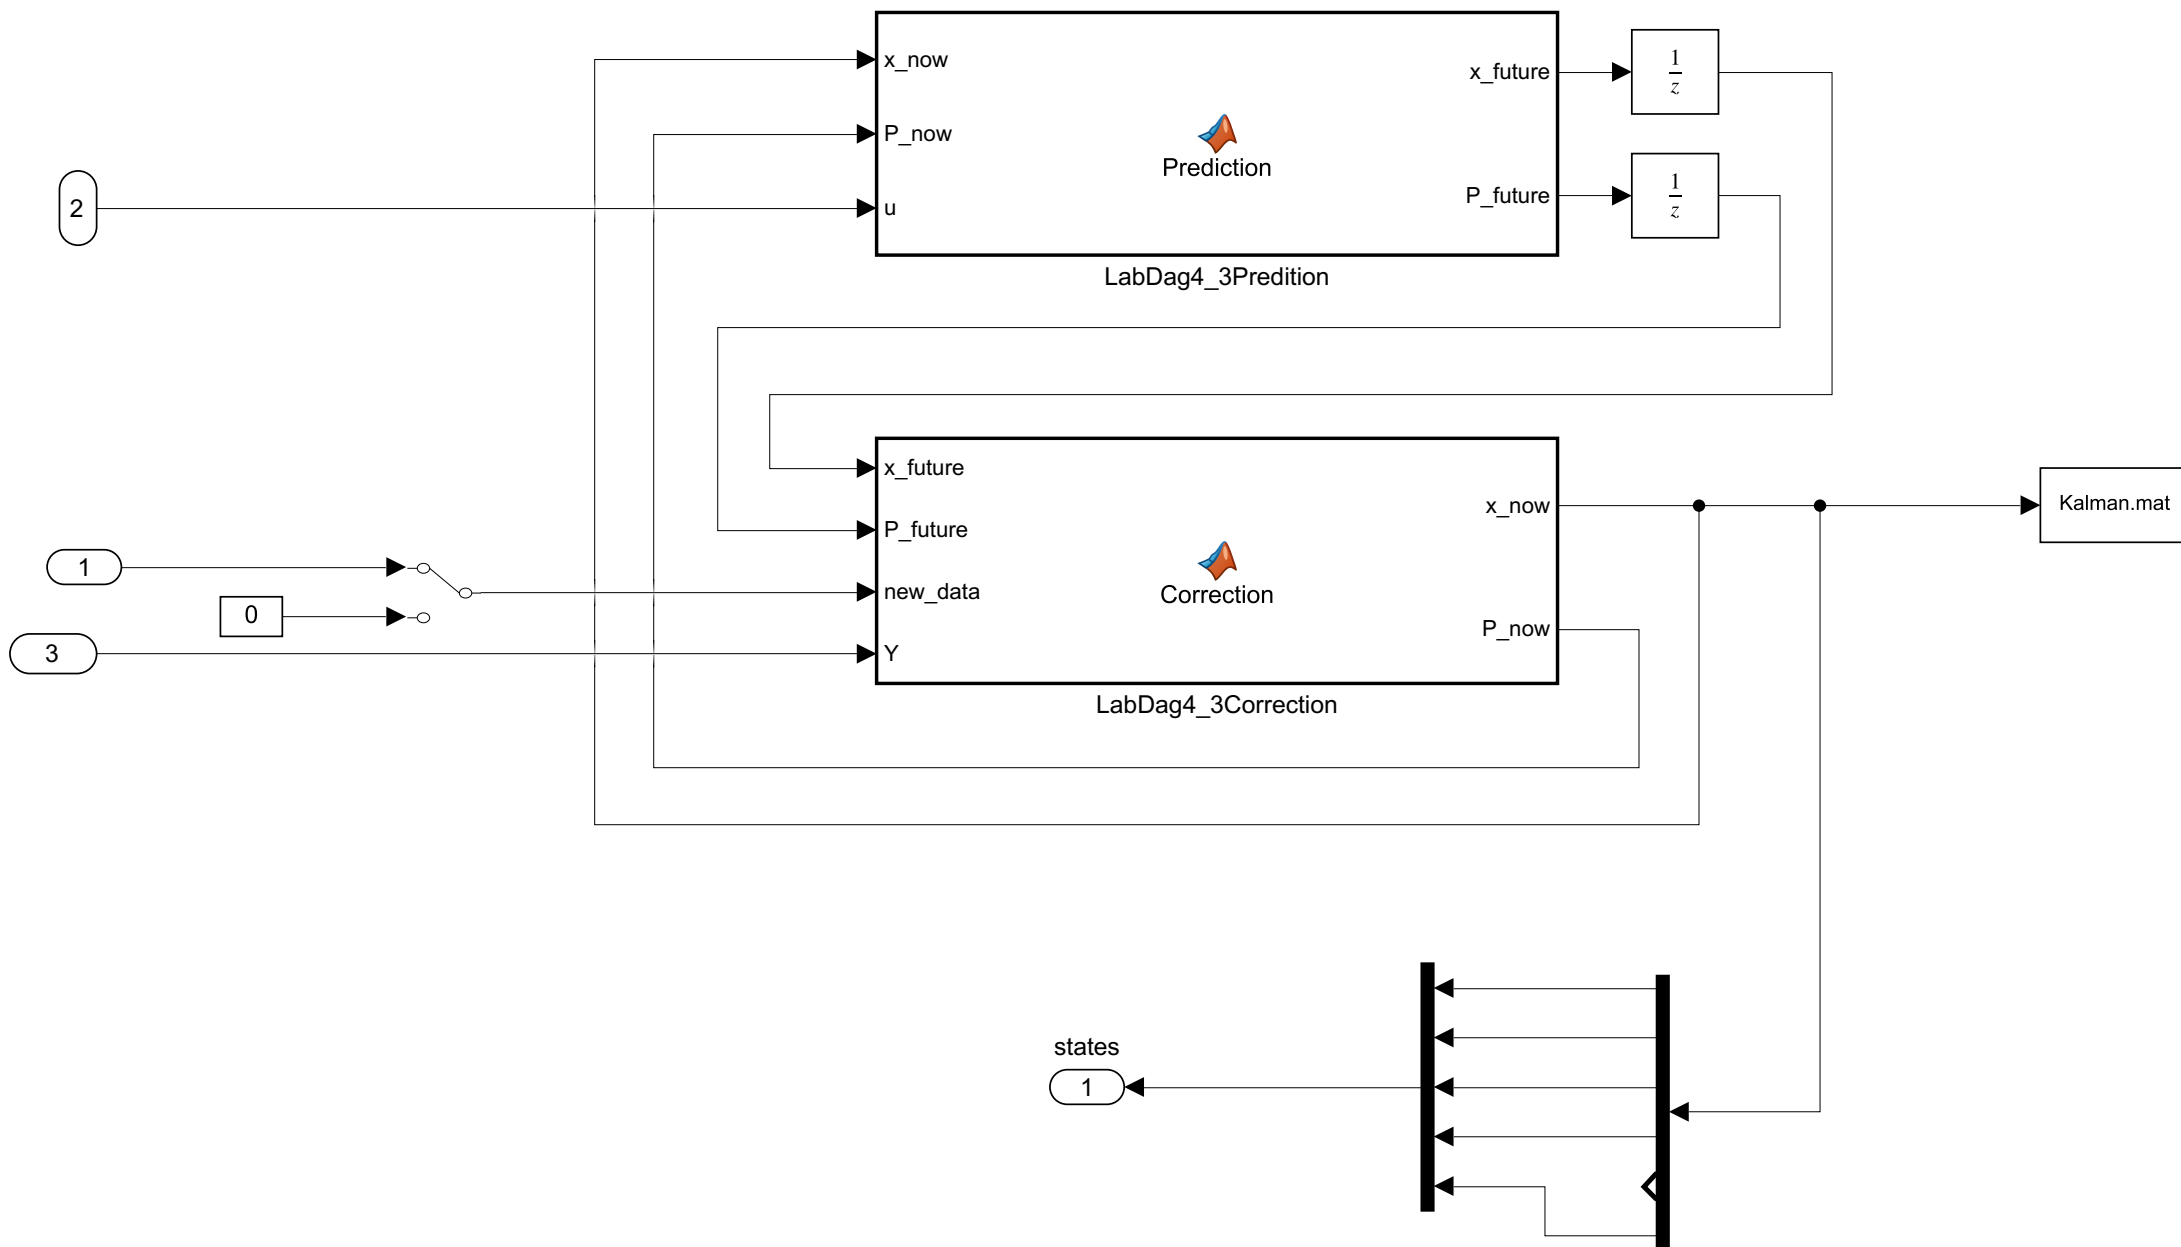 x_now
x_future
1
z
P_now
Prediction
2
u
P_future
1
z
LabDag4_3Predition
x_future
x_now
Kalman.mat
P_future
1
new_data
Correction
0
P_now
3
Y
LabDag4_3Correction
states
1